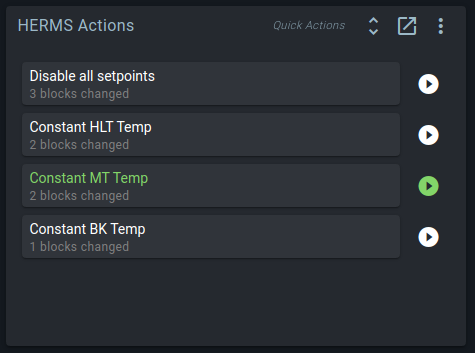 HERMS Actions
Quick Actions
Disable all setpoints
3 blocks changed
Constant HLT Temp
2 blocks changed
Constant MT Temp
2 blocks changed
Constant BK Temp
1 blocks changed